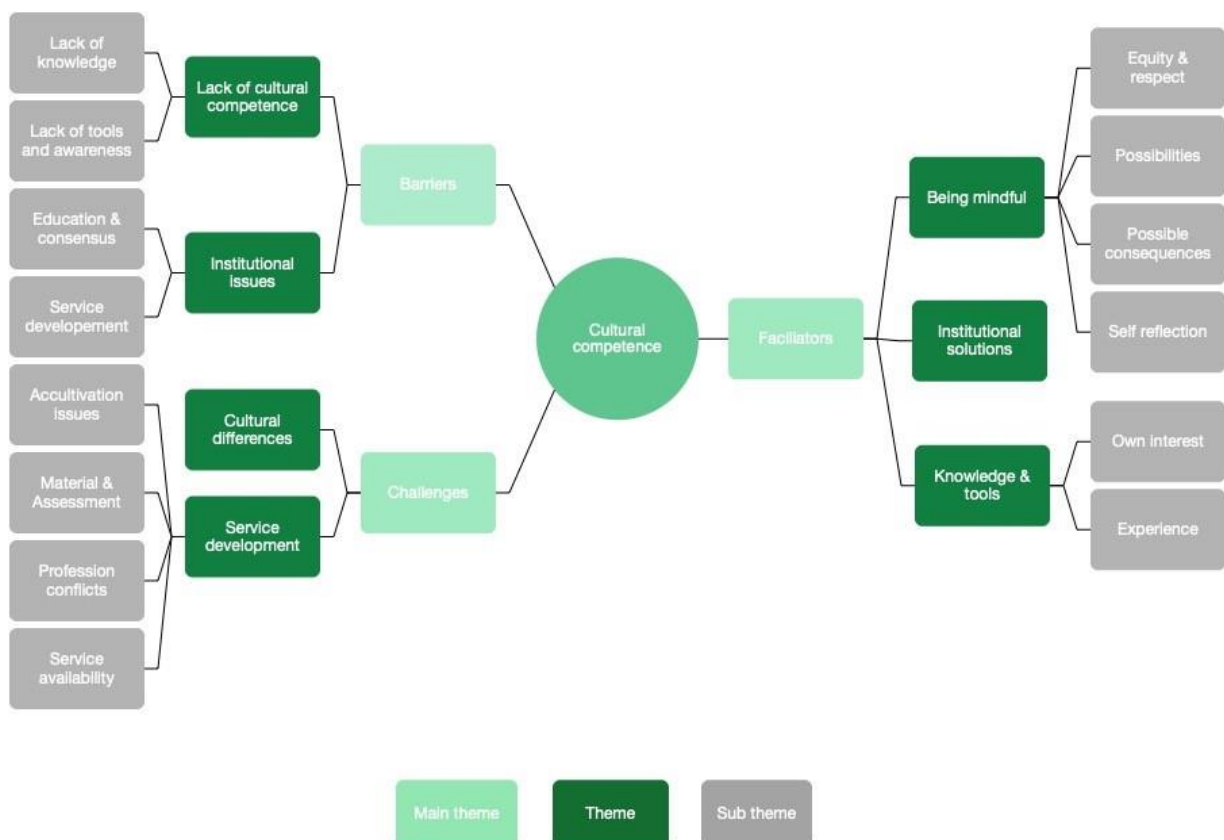 Lack of
knowledge
Lack of tools
and awareness
Education &
consensus
Service
developement
Accultivation
issues
Material &
Assessment
Profession
conflicts
Service
availability
Lack of cultural
competence
Institutional
issues
Cultural
differences
Service
development
Barriers
Challenges
Cultural
competence
Faciliators
Being mindful
Institutional
solutions
Knowledge &
tools
Equity &
respect
Possibilities
Possible
consequences
Self reflection
Own interest
Experience
Main theme
Theme
Sub theme